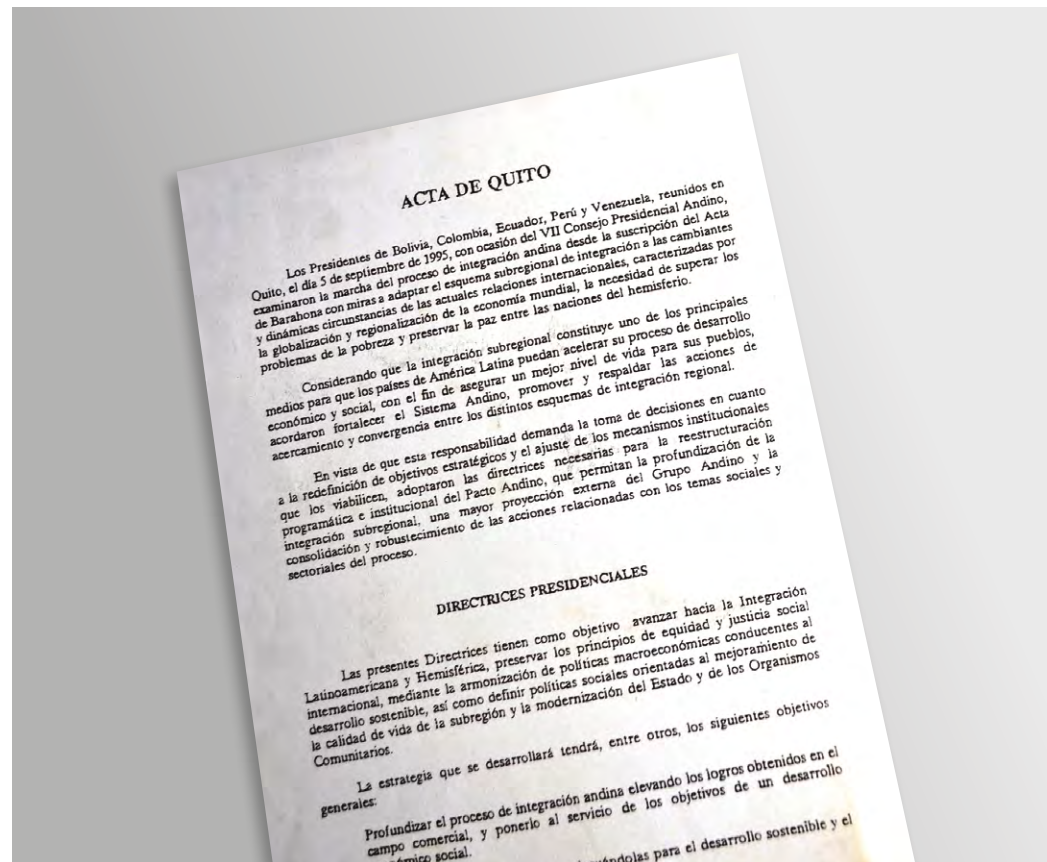 ACTA DE QUITO
Los Presidentes de Bolivia, Colombia, Ecuador, Perú y Venezuela, reunidos en
Quito, el día 5 de septiembre de 1995, con ocasión del VII Consejo Presidencial Andino,
examinaron la marcha del proceso de integración andina desde la suscripción del Acta
de Barahona con miras a adaptar el esquema subregional de integración a las cambiantes
y dinámicas circunstancias de las actuales relaciones internacionales, caracterizadas por
la globalización y regionalización de la economía mundial, la necesidad de superar los
problemas de la pobreza y preservar la paz entre las naciones del hemisferio.
Considerando que la integración subregional constituye uno de los principales
medios para que los países de América Latina puedan acelerar su proceso de desarrollo
económico y social, con el fin de asegurar un mejor nivel de vida para sus pueblos,
acordaron fortalecer el Sistema Andino, promover y respaldar las acciones de
acercamiento y convergencia entre los distintos esquemas de integración regional.
En vista de que esta responsabilidad demanda la toma de decisiones en cuanto
a la redefinición de objetivos estratégicos y el ajuste de los mecanismos institucionales
que los viabilicen, adoptaron las directrices necesarias para la reestructuración
programática e institucional del Pacto Andino, que permitan la profundización de la
integración subregional, una mayor proyección externa del Grupo Andino y la
consolidación y robustecimiento de las acciones relacionadas con los temas sociales y
sectoriales del proceso.
DIRECTRICES PRESIDENCIALES
Las presentes Directrices tienen como objetivo avanzar hacia la Integración
Latinoamericana y Hemisférica, preservar los principios de equidad y justicia social
internacional, mediante la armonización de políticas macroeconómicas conducentes al
desarrollo sostenible, así como definir políticas sociales orientadas al mejoramiento de
la calidad de vida de la subregión y la modernización del Estado y de los Organismos
Comunitarios.
La estrategia que se desarrollará tendrá, entre otros, los siguientes objetivos
generales:
Profundizar el proceso de integración andina elevando los logros obtenidos en el
campo comercial, y ponerlo al servicio de los objetivos de un desarrollo
social.
para el desarrollo sostenible y el